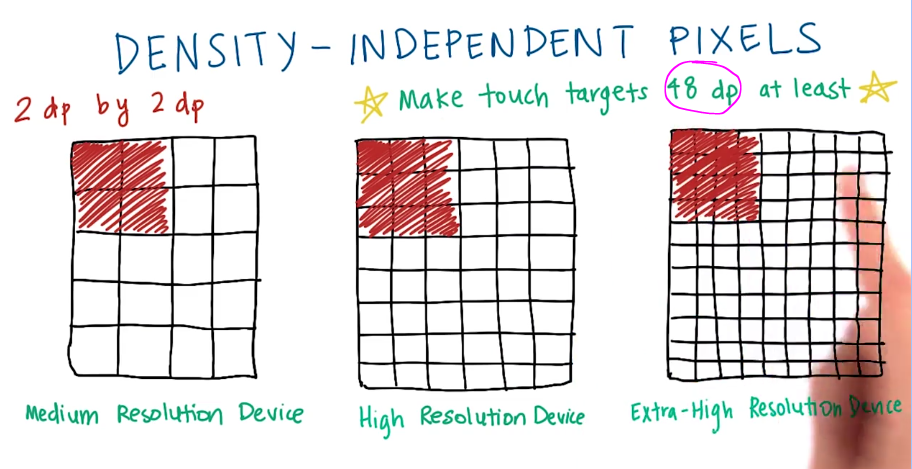 DENSITY-INDEPENDENT PIXELS
2 dp by 2 dp
Make touch targets 48 dp at least
Medium Resolution Device
High Resolution Device
Extra-High Resolution Device